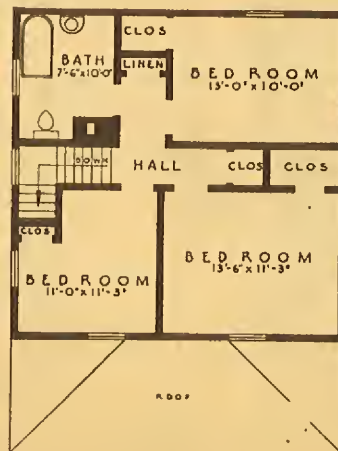 CLOS
BATH
7'-6"x10'-0"
LINEN
BED ROOM
13'-0"x10'-0"
DOWN
HALL
CLOS
CLOS
CLOS
BED ROOM
11'-0"x11'-3"
BED ROOM
13'-6"x11'-3"
ROOF